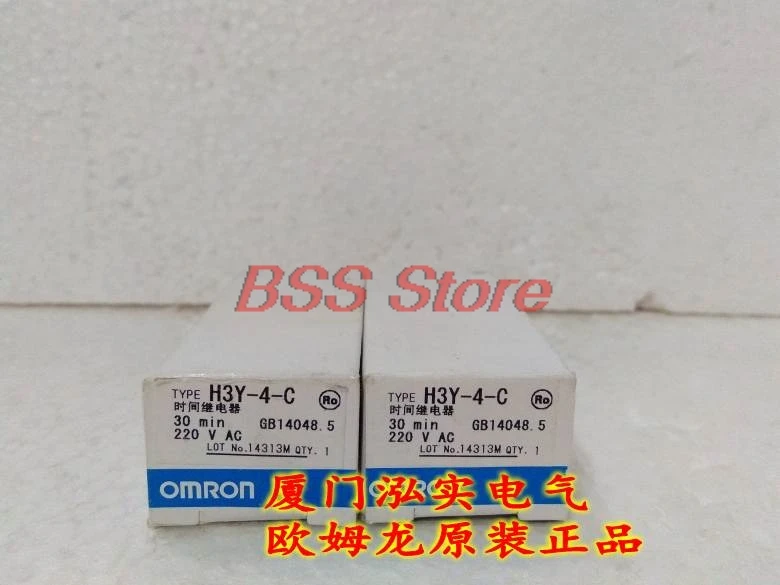 BSS Store
TYPE H3Y-4-C Ro
时间继电器
30 min GB14048.5
220 V AC
LOT No.14313M QTY. 1
OMRON
TYPE H3Y-4-C Ro
时间继电器
30 min GB14048.5
220 V AC
LOT No.14313M QTY. 1
厦门泓实电气
欧姆龙原装正品